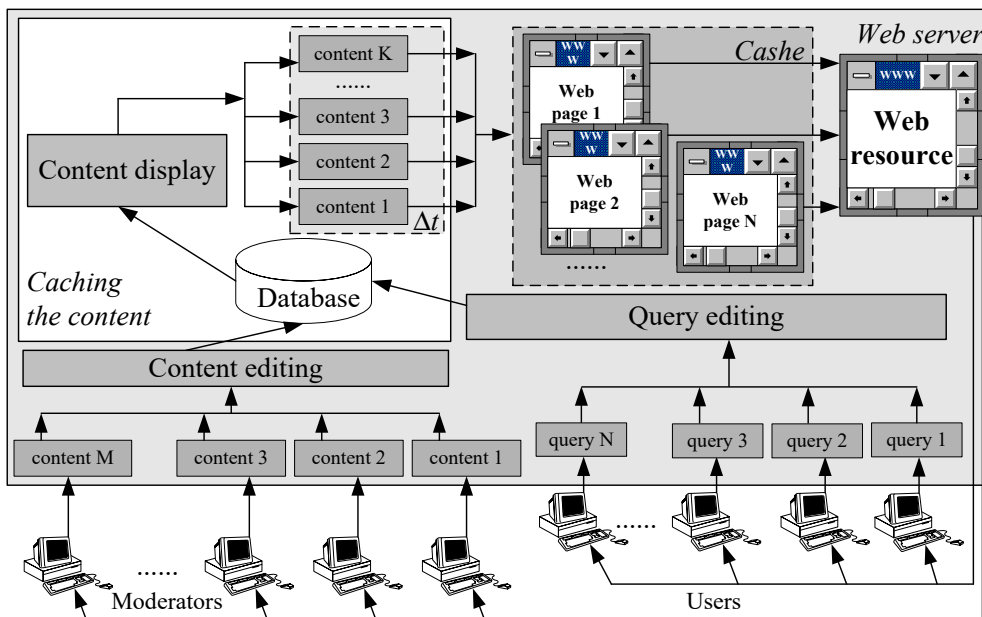 Web server
Cashe
content K
......
content 3
content 2
content 1
Δt
Content display
WW
W
Web
page 1
WW
W
Web
page 2
WW
W
Web
page N
......
WWW
Web
resource
Caching
the content
Database
Query editing
Content editing
content M
content 3
content 2
content 1
query N
query 3
query 2
query 1
......
......
Moderators
Users